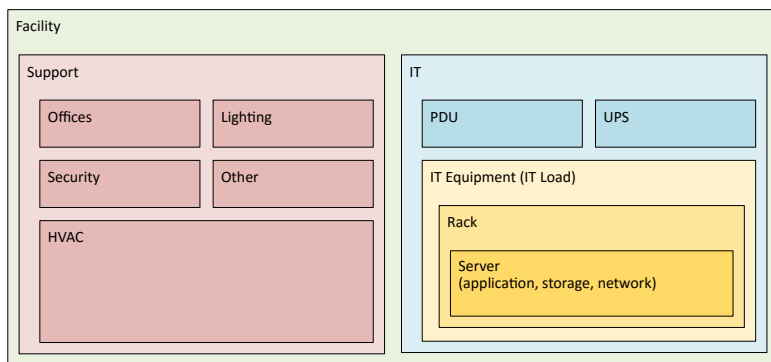 Facility
Support
Offices
Lighting
Security
Other
HVAC
IT
PDU
UPS
IT Equipment (IT Load)
Rack
Server
(application, storage, network)